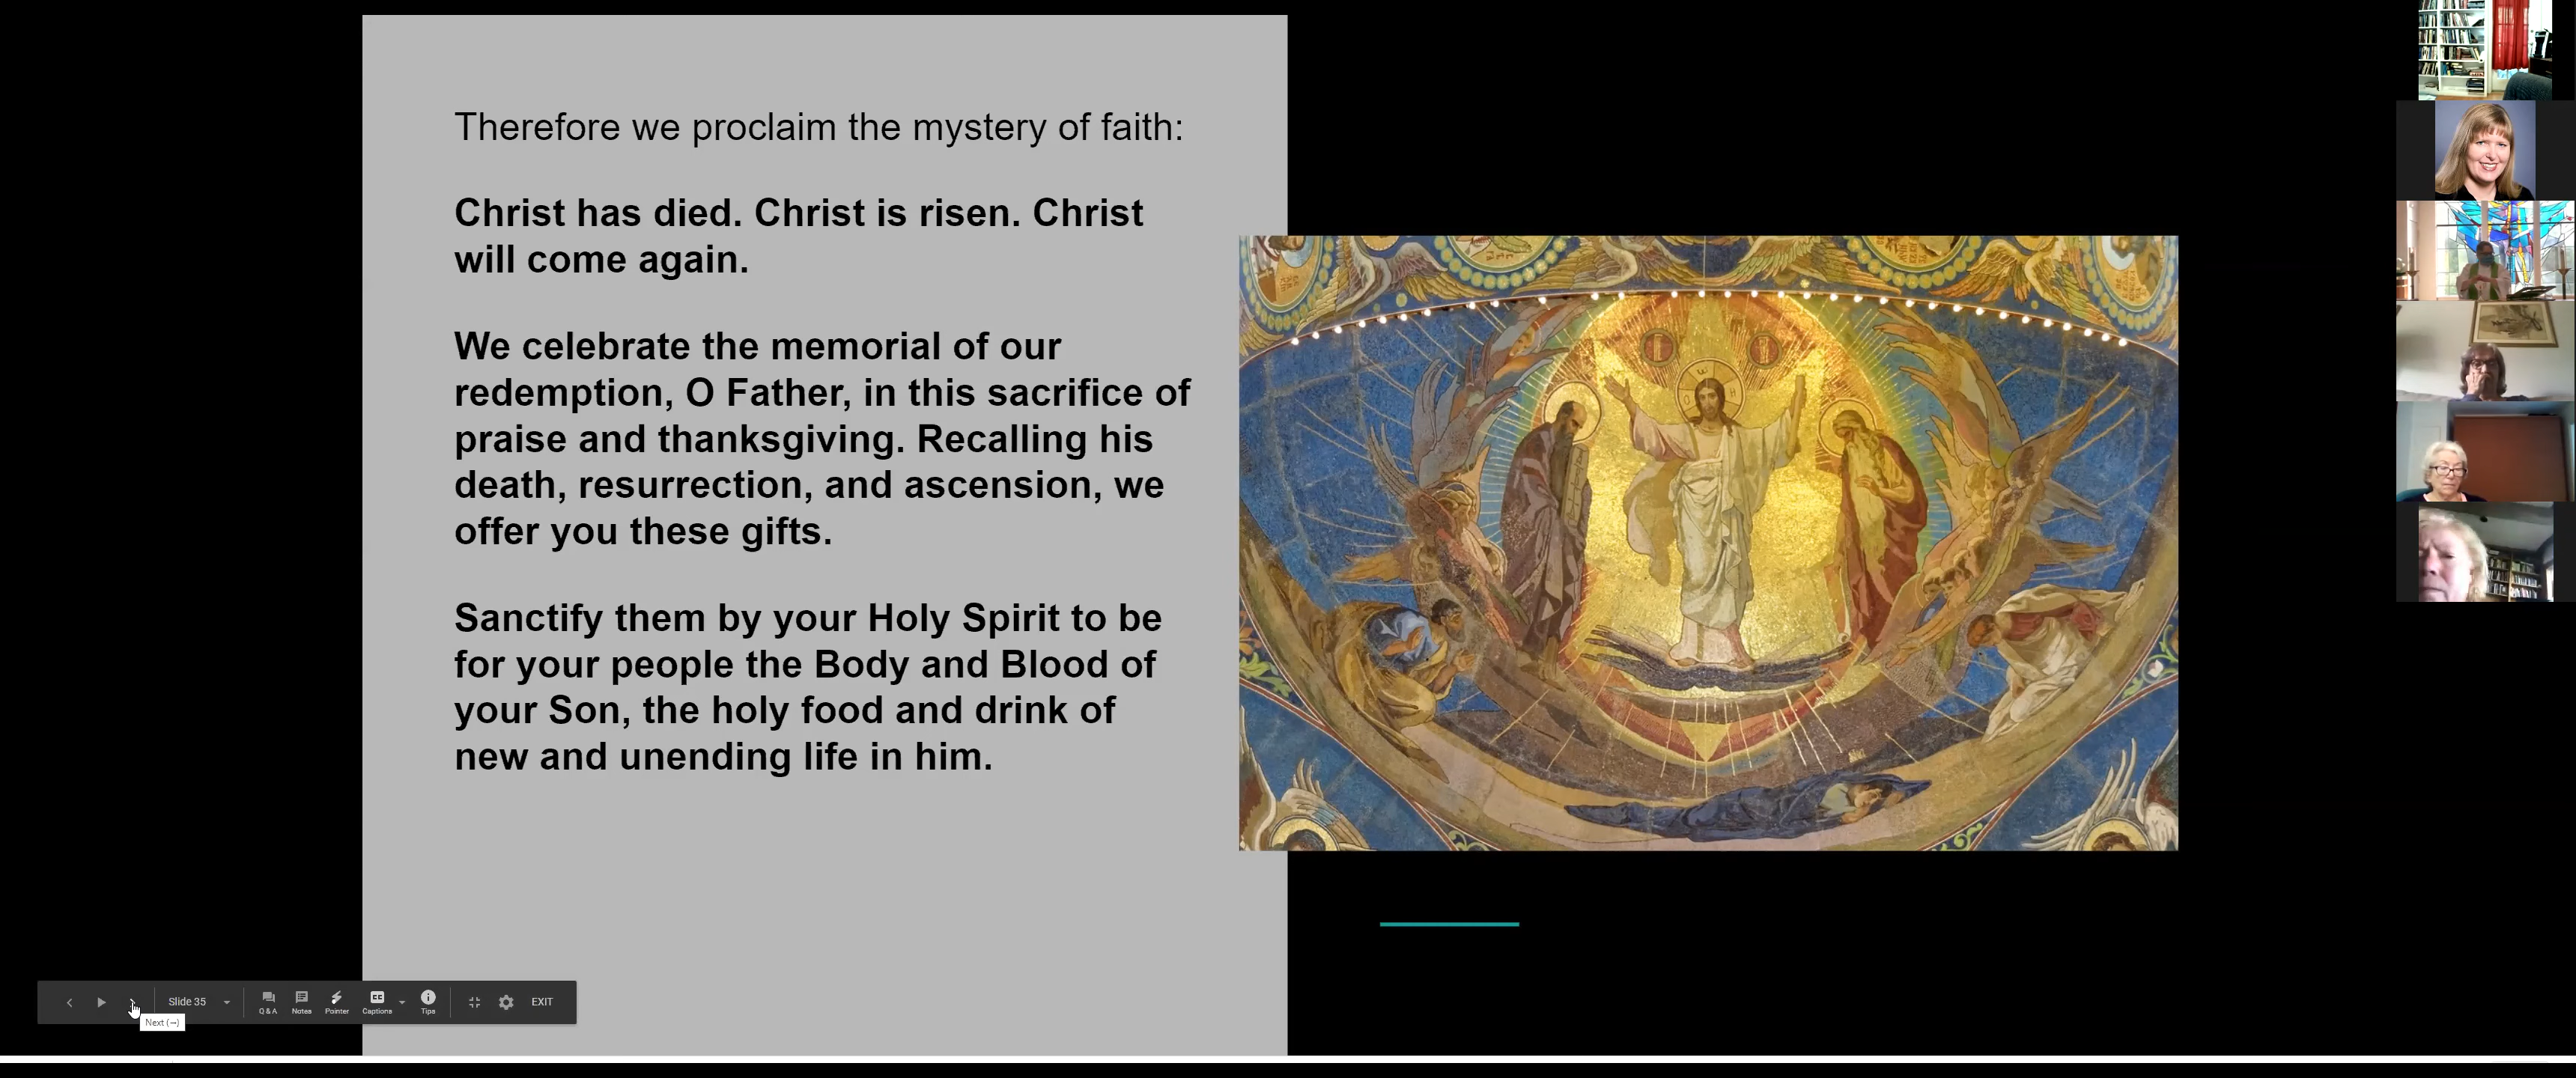 Therefore we proclaim the mystery of faith:
Christ has died. Christ is risen. Christ
will come again.
We celebrate the memorial of our
redemption, O Father, in this sacrifice of
praise and thanksgiving. Recalling his
death, resurrection, and ascension, we
offer you these gifts.
Sanctify them by your Holy Spirit to be
for your people the Body and Blood of
your Son, the holy food and drink of
new and unending life in him.
Slide 35
Q & A
Notes
Pointer
CC
Captions
Tips
EXIT
Next (→)